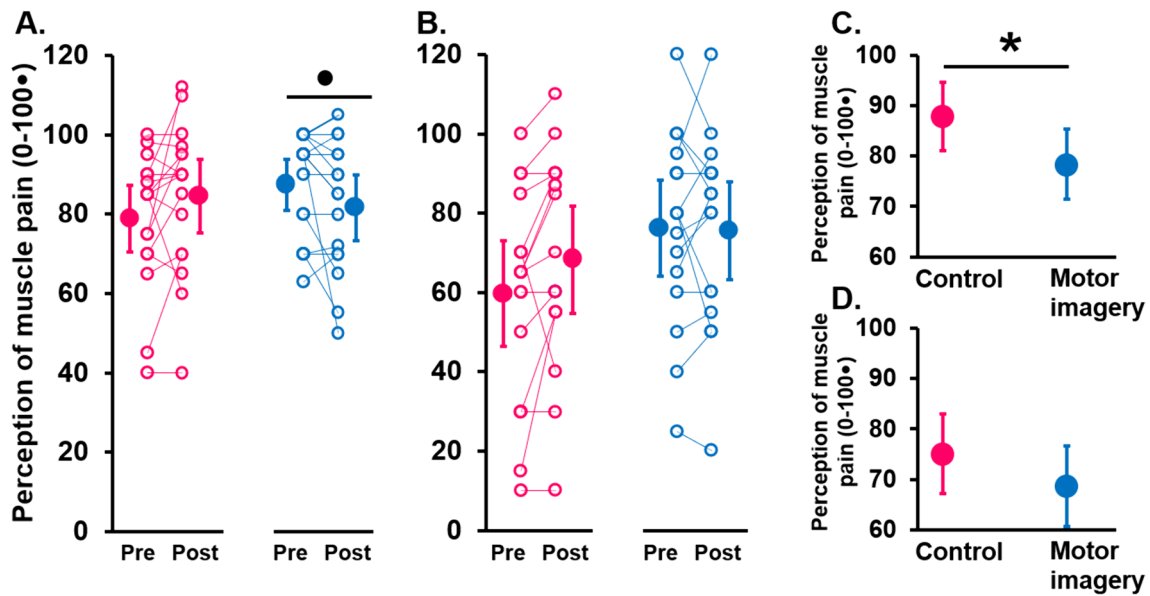 A.
Perception of muscle pain (0-100●)
120
100
80
60
40
20
0
Pre Post
Pre Post
B.
120
100
80
60
40
20
0
Pre Post
Pre Post
C.
Perception of muscle
pain (0-100●)
100
90
80
70
60
*
Control
Motor
imagery
D.
Perception of muscle
pain (0-100●)
100
90
80
70
60
Control
Motor
imagery